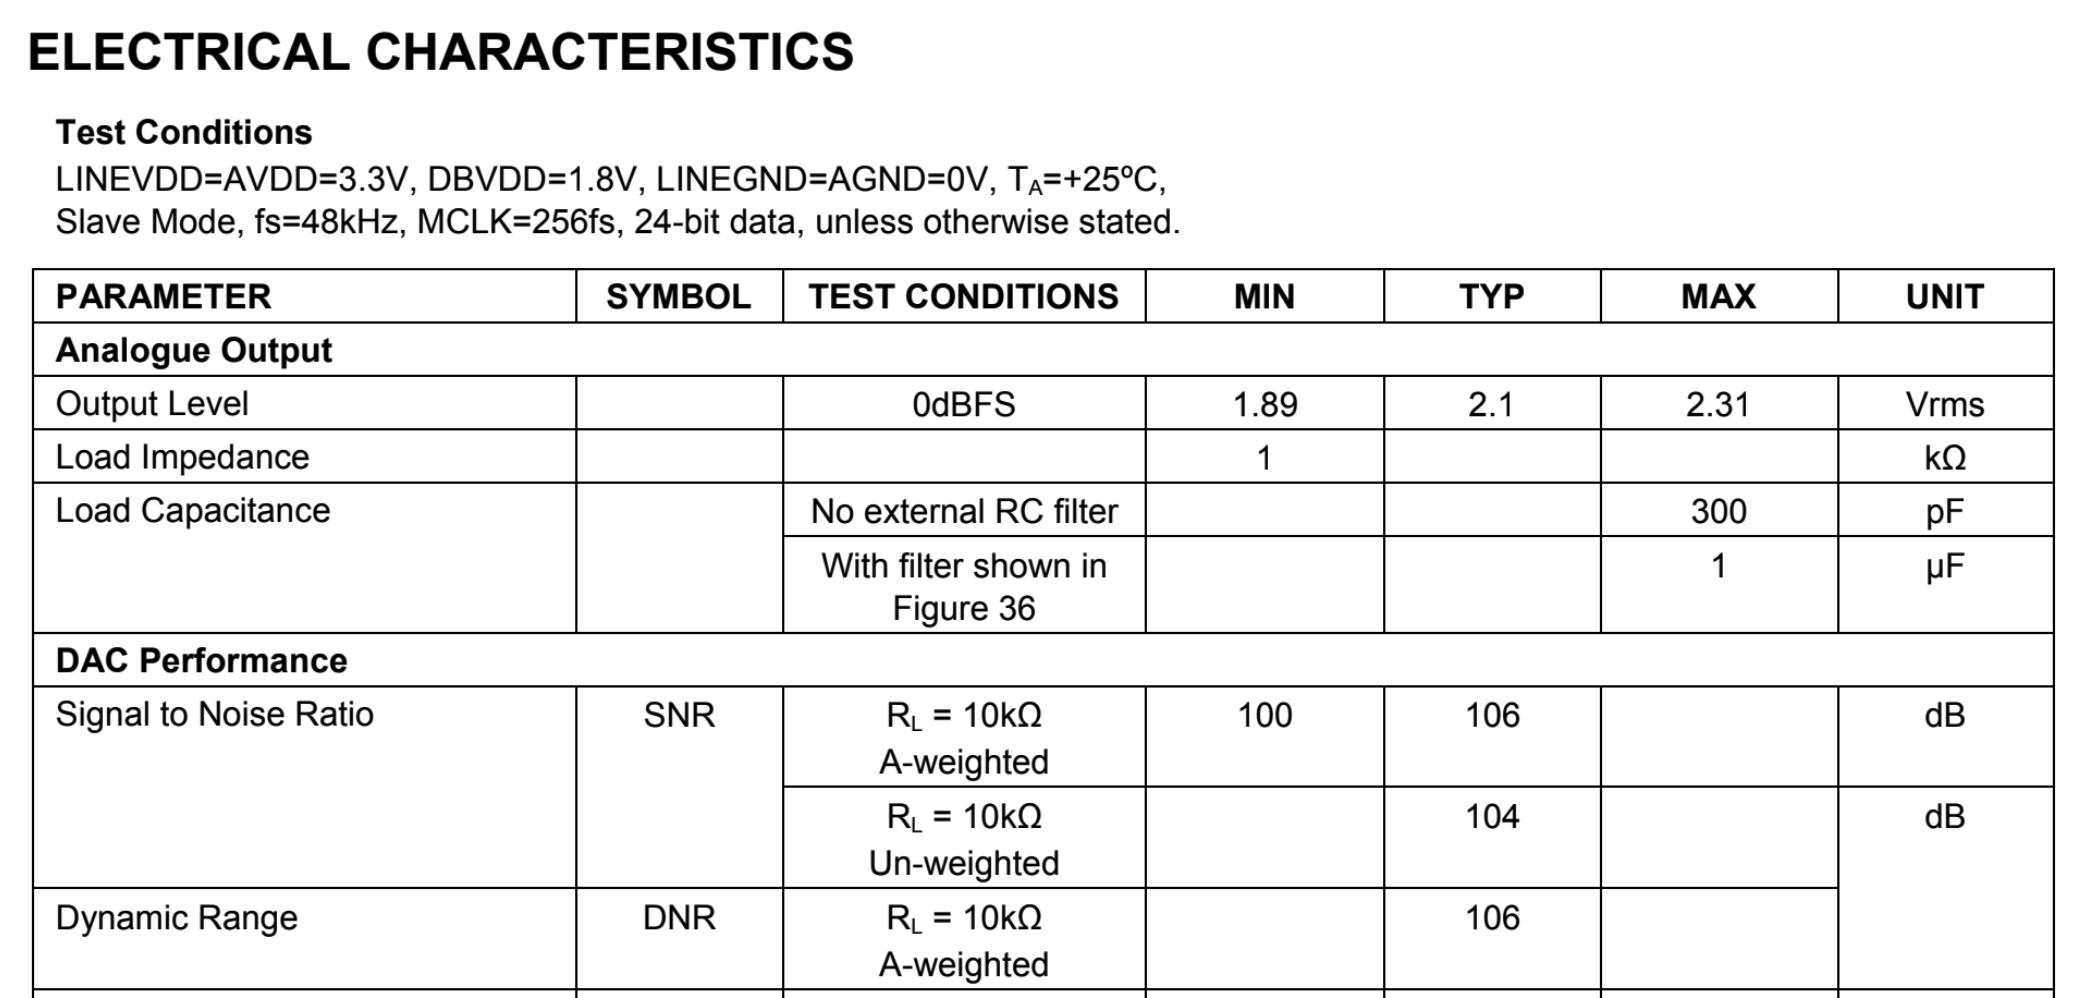 ELECTRICAL CHARACTERISTICS
Test Conditions
LINEVDD=AVDD=3.3V, DBVDD=1.8V, LINEGND=AGND=0V, TA=+25ºC,
Slave Mode, fs=48kHz, MCLK=256fs, 24-bit data, unless otherwise stated.
PARAMETER SYMBOL TEST CONDITIONS MIN TYP MAX UNIT
Analogue Output
Output Level 0dBFS 1.89 2.1 2.31 Vrms
Load Impedance 1 kΩ
Load Capacitance No external RC filter 300 pF
With filter shown in 1 µF
Figure 36
DAC Performance
Signal to Noise Ratio SNR RL = 10kΩ 100 106 dB
A-weighted
RL = 10kΩ 104 dB
Un-weighted
Dynamic Range DNR RL = 10kΩ 106
A-weighted